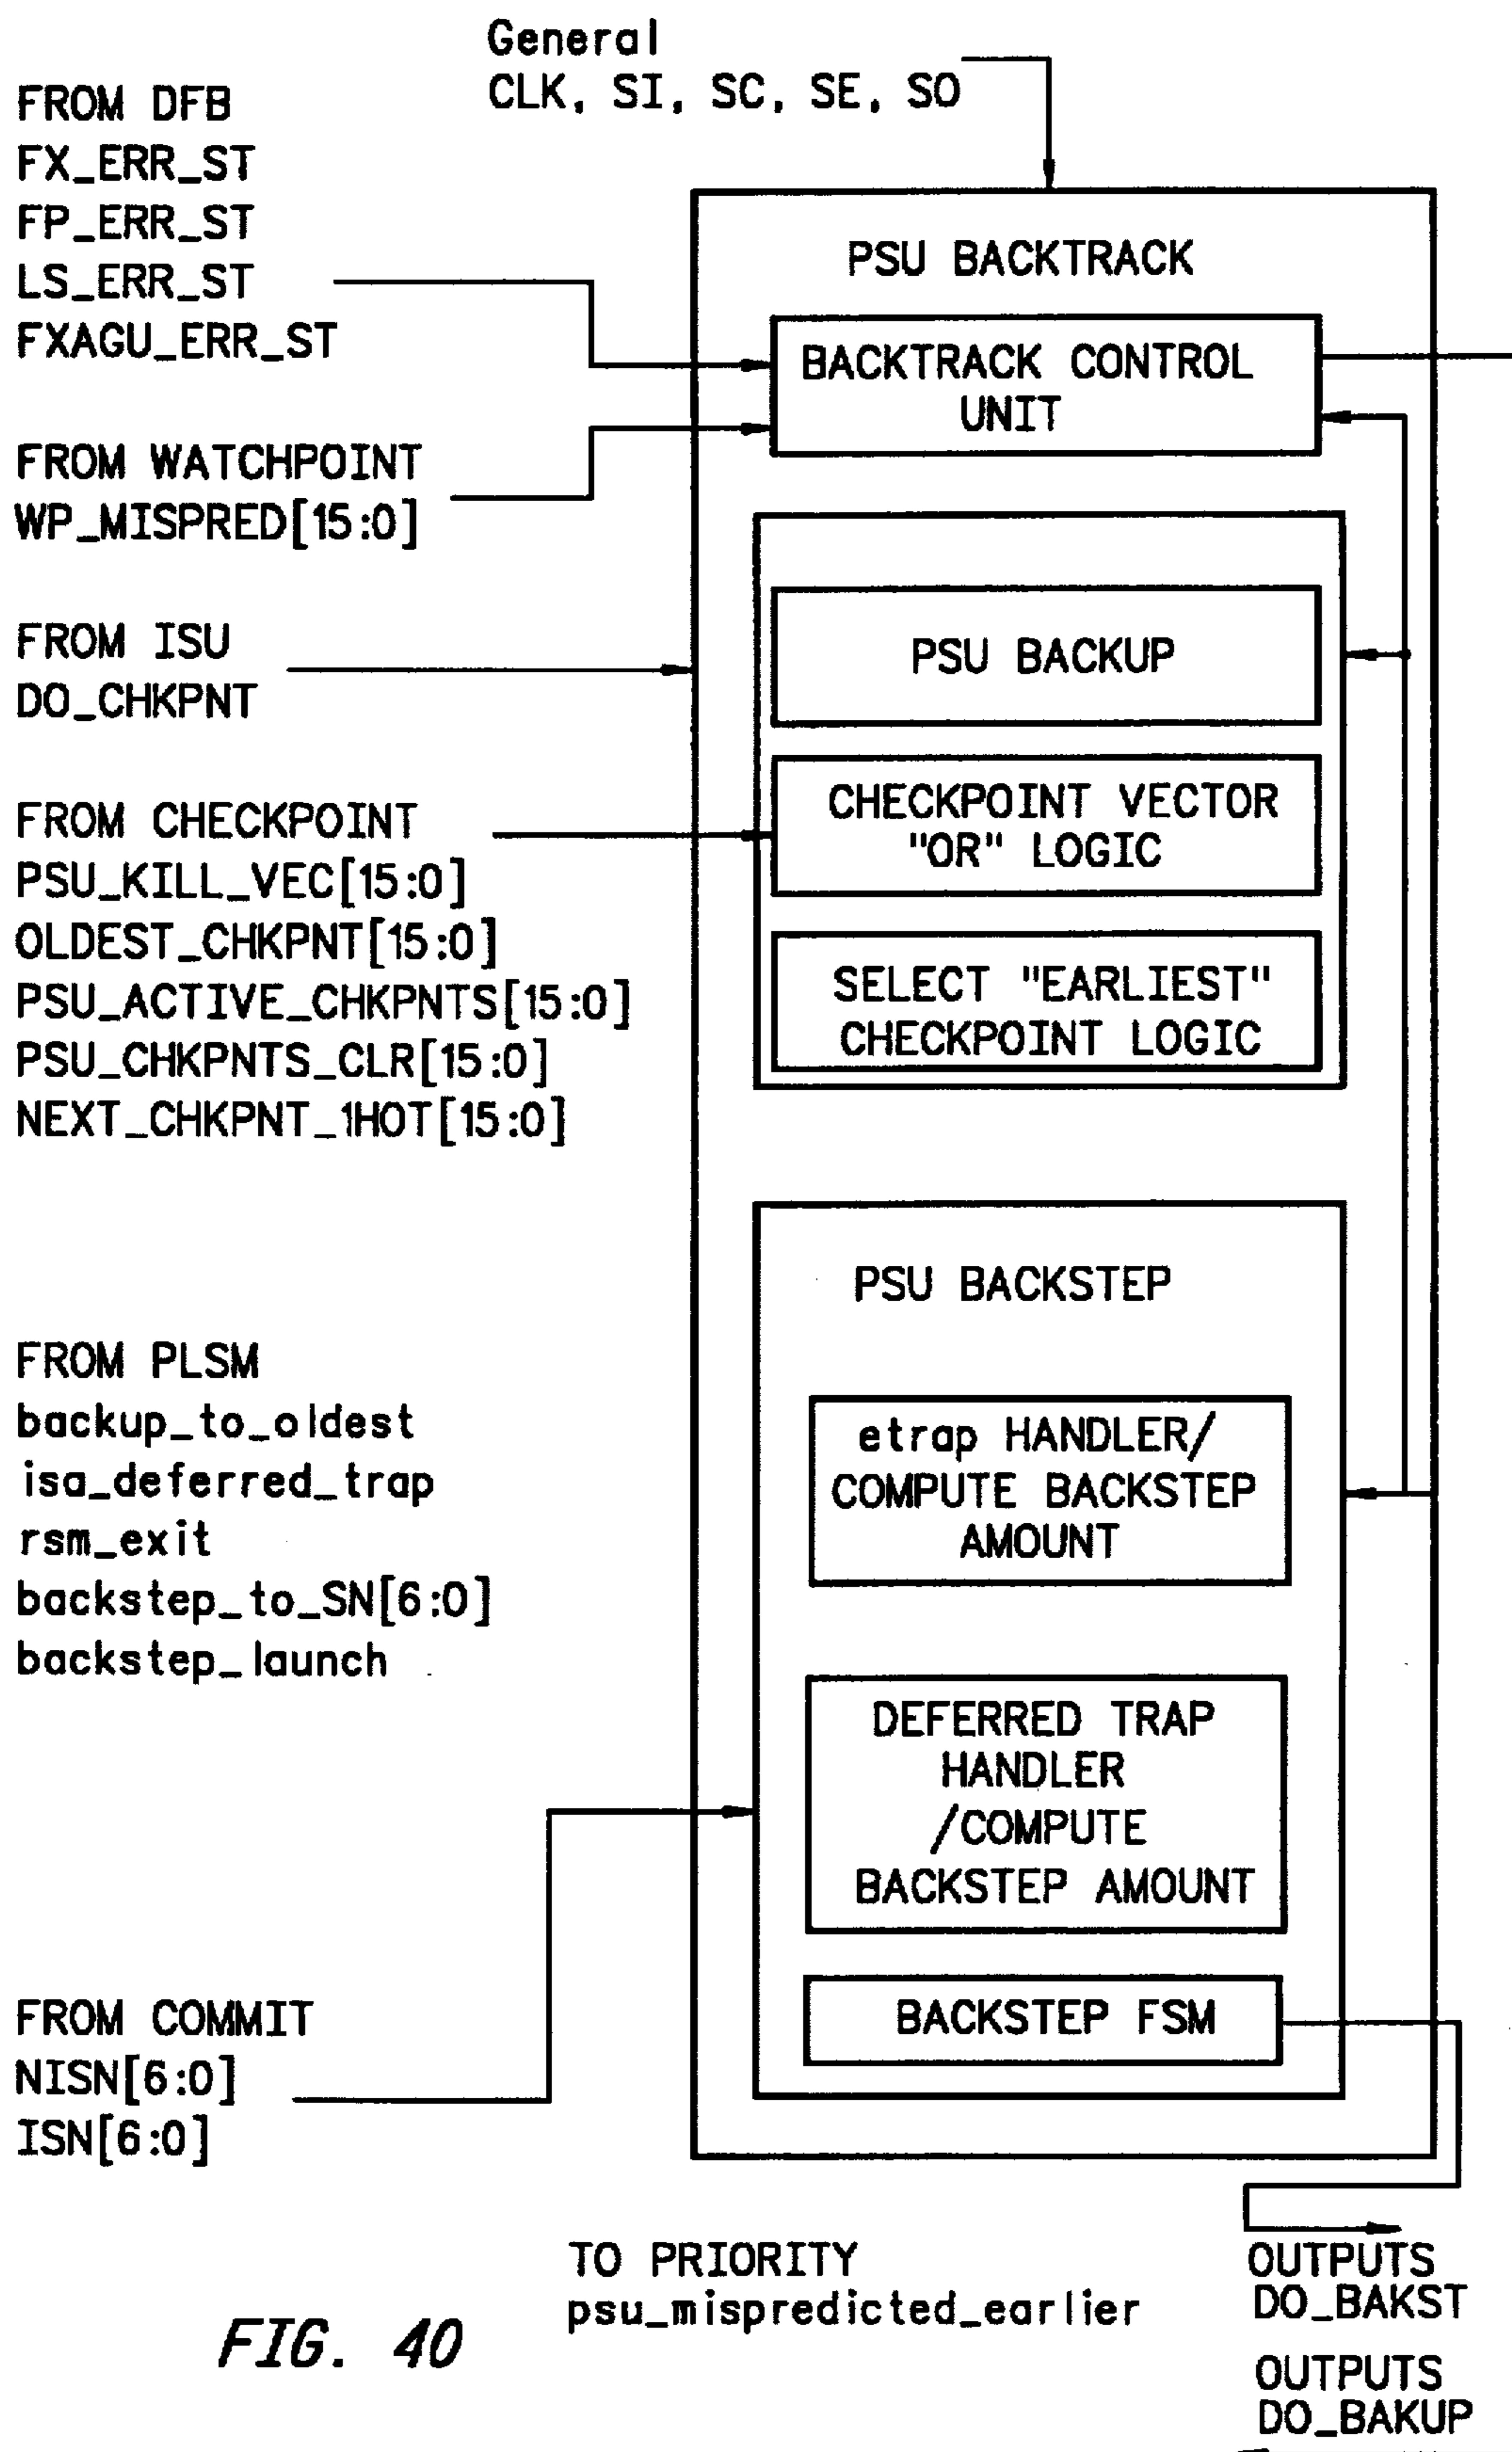 General
CLK, SI, SC, SE, SO
FROM DFB
FX_ERR_ST
FP_ERR_ST
LS_ERR_ST
FXAGU_ERR_ST
FROM WATCHPOINT
WP_MISPRED[15:0]
FROM ISU
DO_CHKPNT
FROM CHECKPOINT
PSU_KILL_VEC[15:0]
OLDEST_CHKPNT[15:0]
PSU_ACTIVE_CHKPNTS[15:0]
PSU_CHKPNTS_CLR[15:0]
NEXT_CHKPNT_1HOT[15:0]
FROM PLSM
backup_to_oldest
isa_deferred_trap
rsm_exit
backstep_to_SN[6:0]
backstep_launch
FROM COMMIT
NISN[6:0]
ISN[6:0]
PSU BACKTRACK
BACKTRACK CONTROL
UNIT
PSU BACKUP
CHECKPOINT VECTOR
"OR" LOGIC
SELECT "EARLIEST"
CHECKPOINT LOGIC
PSU BACKSTEP
etrap HANDLER/
COMPUTE BACKSTEP
AMOUNT
DEFERRED TRAP
HANDLER
/COMPUTE
BACKSTEP AMOUNT
BACKSTEP FSM
TO PRIORITY
psu_mispredicted_earlier
OUTPUTS
DO_BAKST
OUTPUTS
DO_BAKUP
FIG. 40